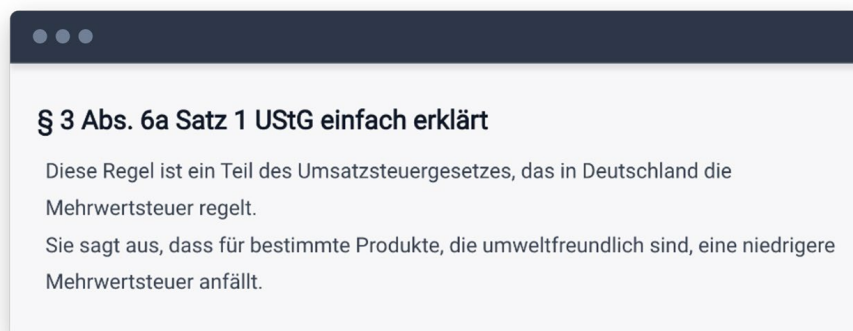 § 3 Abs. 6a Satz 1 UStG einfach erklärt
Diese Regel ist ein Teil des Umsatzsteuergesetzes, das in Deutschland die
Mehrwertsteuer regelt.
Sie sagt aus, dass für bestimmte Produkte, die umweltfreundlich sind, eine niedrigere
Mehrwertsteuer anfällt.